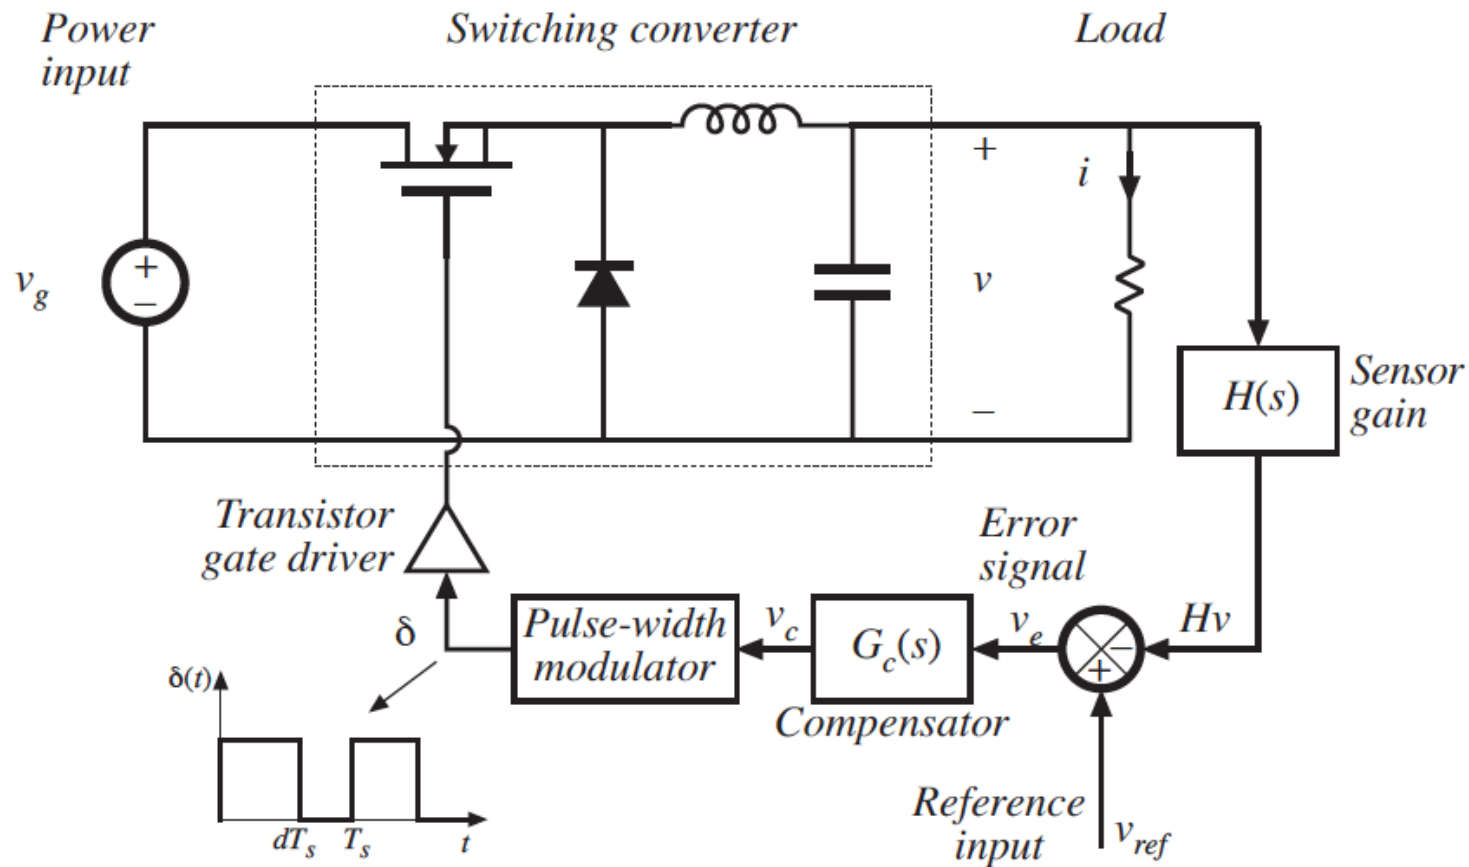 Power
input
Switching converter
Load
+
i
v_g
+
–
v
–
H(s)
Sensor
gain
Transistor
gate driver
Error
signal
δ
Pulse-width
modulator
v_c
G_c(s)
v_e
–
+
Hv
Compensator
δ(t)
dT_s
T_s
t
Reference
input
v_ref